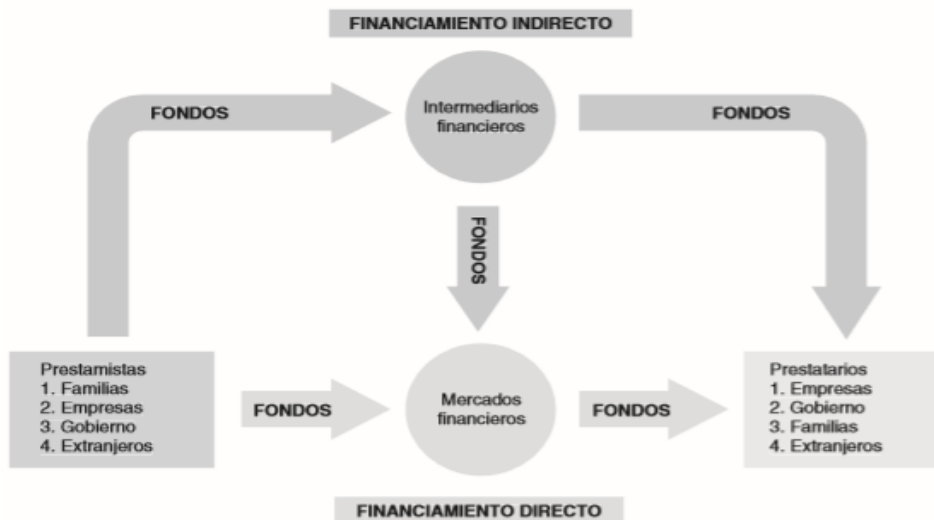 FINANCIAMIENTO INDIRECTO
FONDOS
Intermediarios
financieros
FONDOS
FONDOS
Prestamistas
1. Familias
2. Empresas
3. Gobierno
4. Extranjeros
FONDOS
Mercados
financieros
FONDOS
Prestatarios
1. Empresas
2. Gobierno
3. Familias
4. Extranjeros
FINANCIAMIENTO DIRECTO